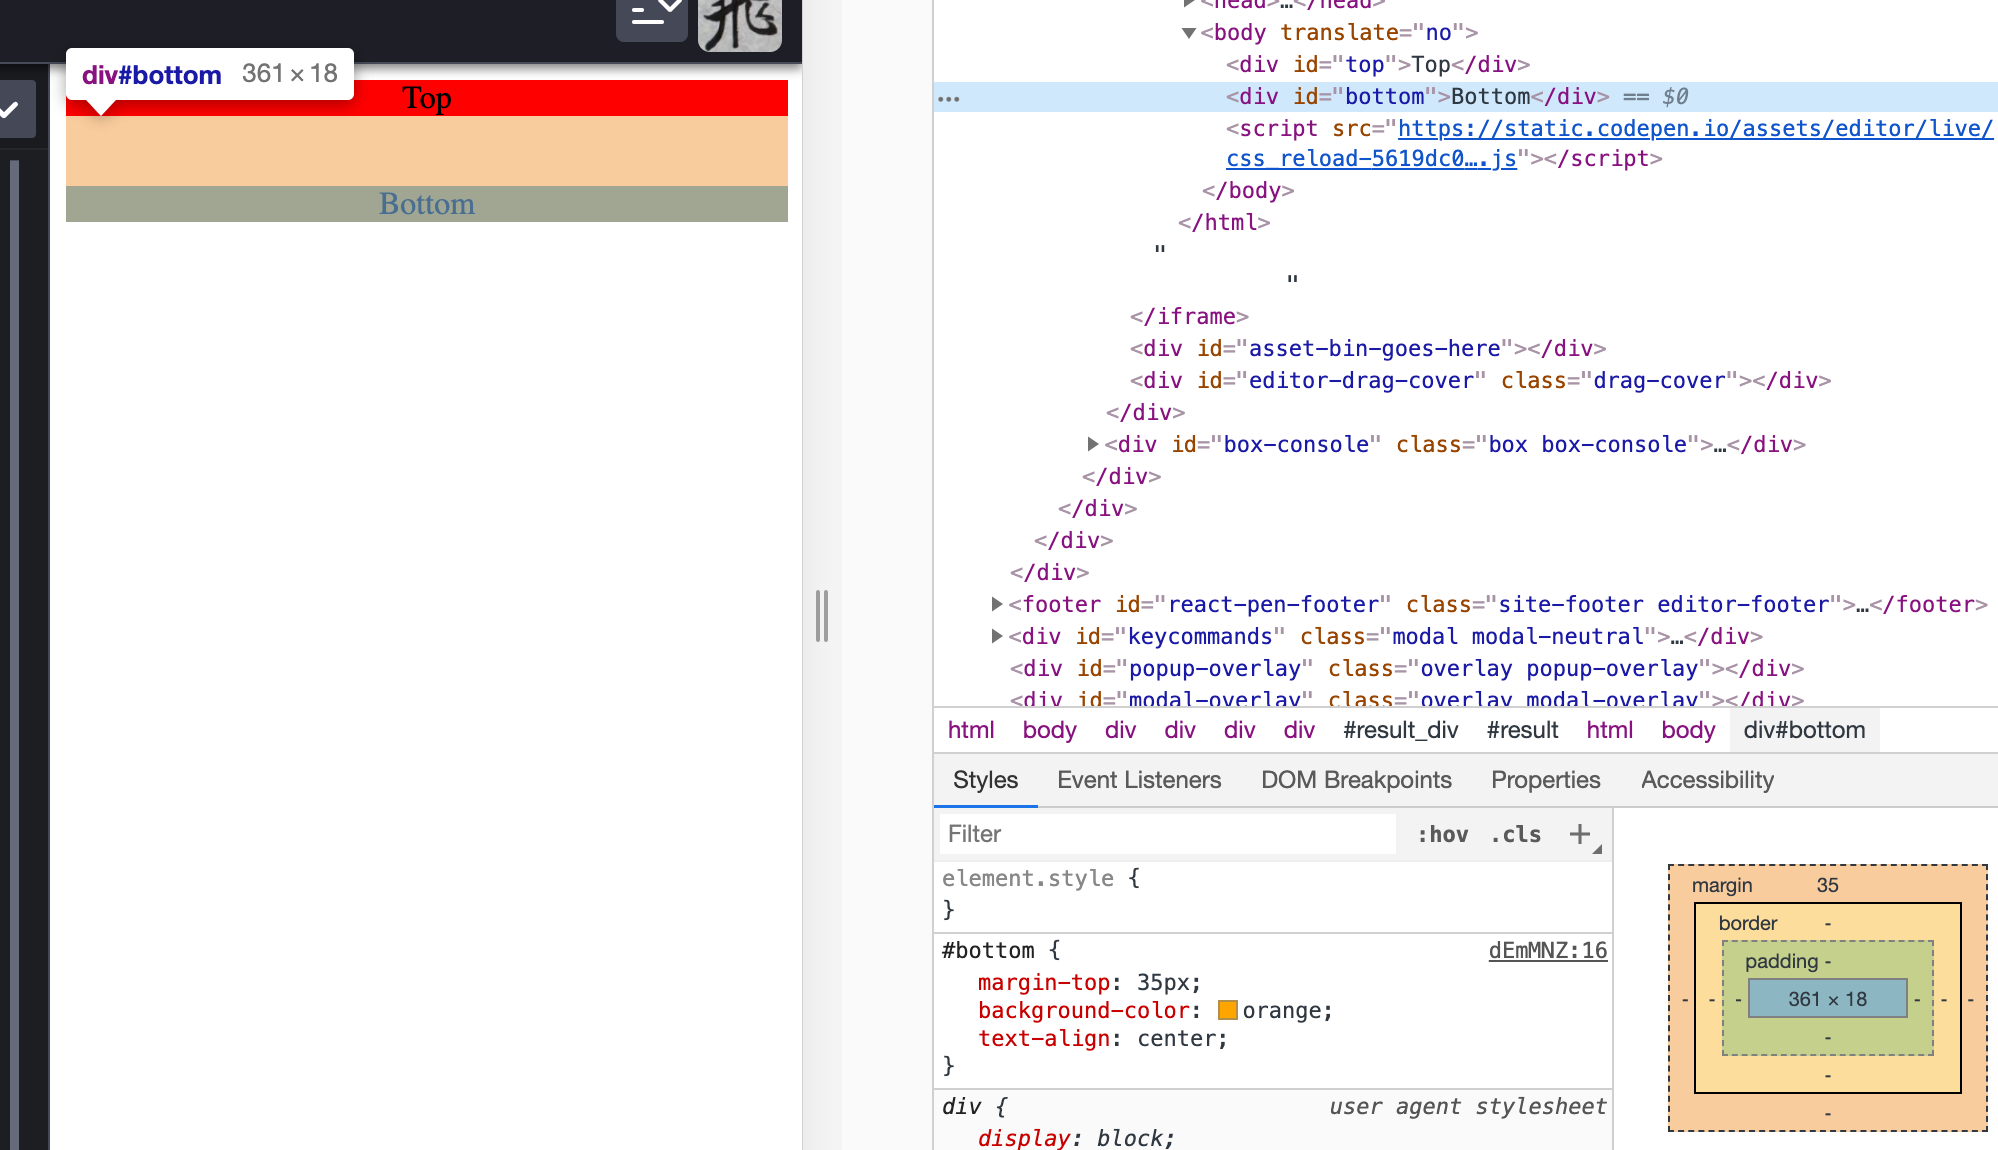 飛
div#bottom 361 × 18
Top
Bottom
<head>…</head>
<body translate="no">
<div id="top">Top</div>
… <div id="bottom">Bottom</div> == $0
<script src="https://static.codepen.io/assets/editor/live/
css_reload-5619dc0….js"></script>
</body>
</html>
"
"
</iframe>
<div id="asset-bin-goes-here"></div>
<div id="editor-drag-cover" class="drag-cover"></div>
</div>
<div id="box-console" class="box box-console">…</div>
</div>
</div>
</div>
</div>
<footer id="react-pen-footer" class="site-footer editor-footer">…</footer>
<div id="keycommands" class="modal modal-neutral">…</div>
<div id="popup-overlay" class="overlay popup-overlay"></div>
<div id="modal-overlay" class="overlay modal-overlay"></div>
html body div div div div #result_div #result html body div#bottom
Styles Event Listeners DOM Breakpoints Properties Accessibility
Filter :hov .cls +
element.style {
}
#bottom { dEmMNZ:16
margin-top: 35px;
background-color: orange;
text-align: center;
}
div { user agent stylesheet
display: block;
margin 35
border -
padding -
- - - 361 × 18 - - -
-
-
-